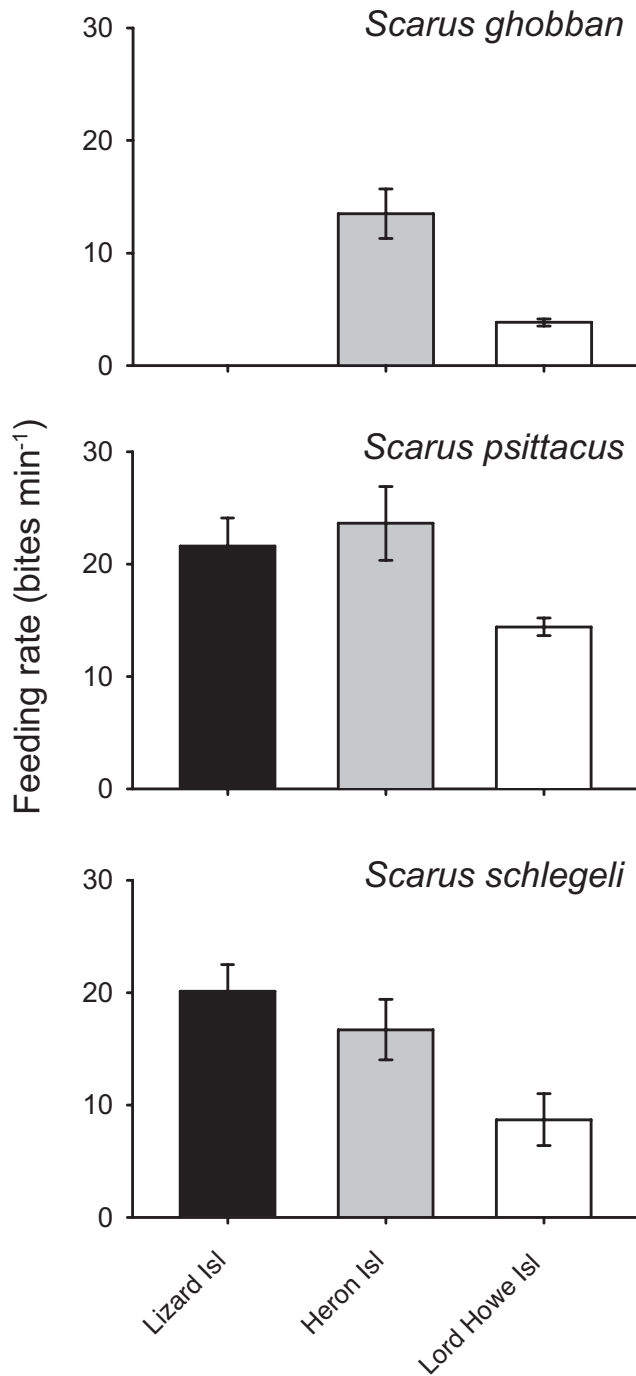 Scarus ghobban
30
20
10
0
Scarus psittacus
30
20
10
0
Feeding rate (bites min⁻¹)
Scarus schlegeli
30
20
10
0
Lizard Isl
Heron Isl
Lord Howe Isl